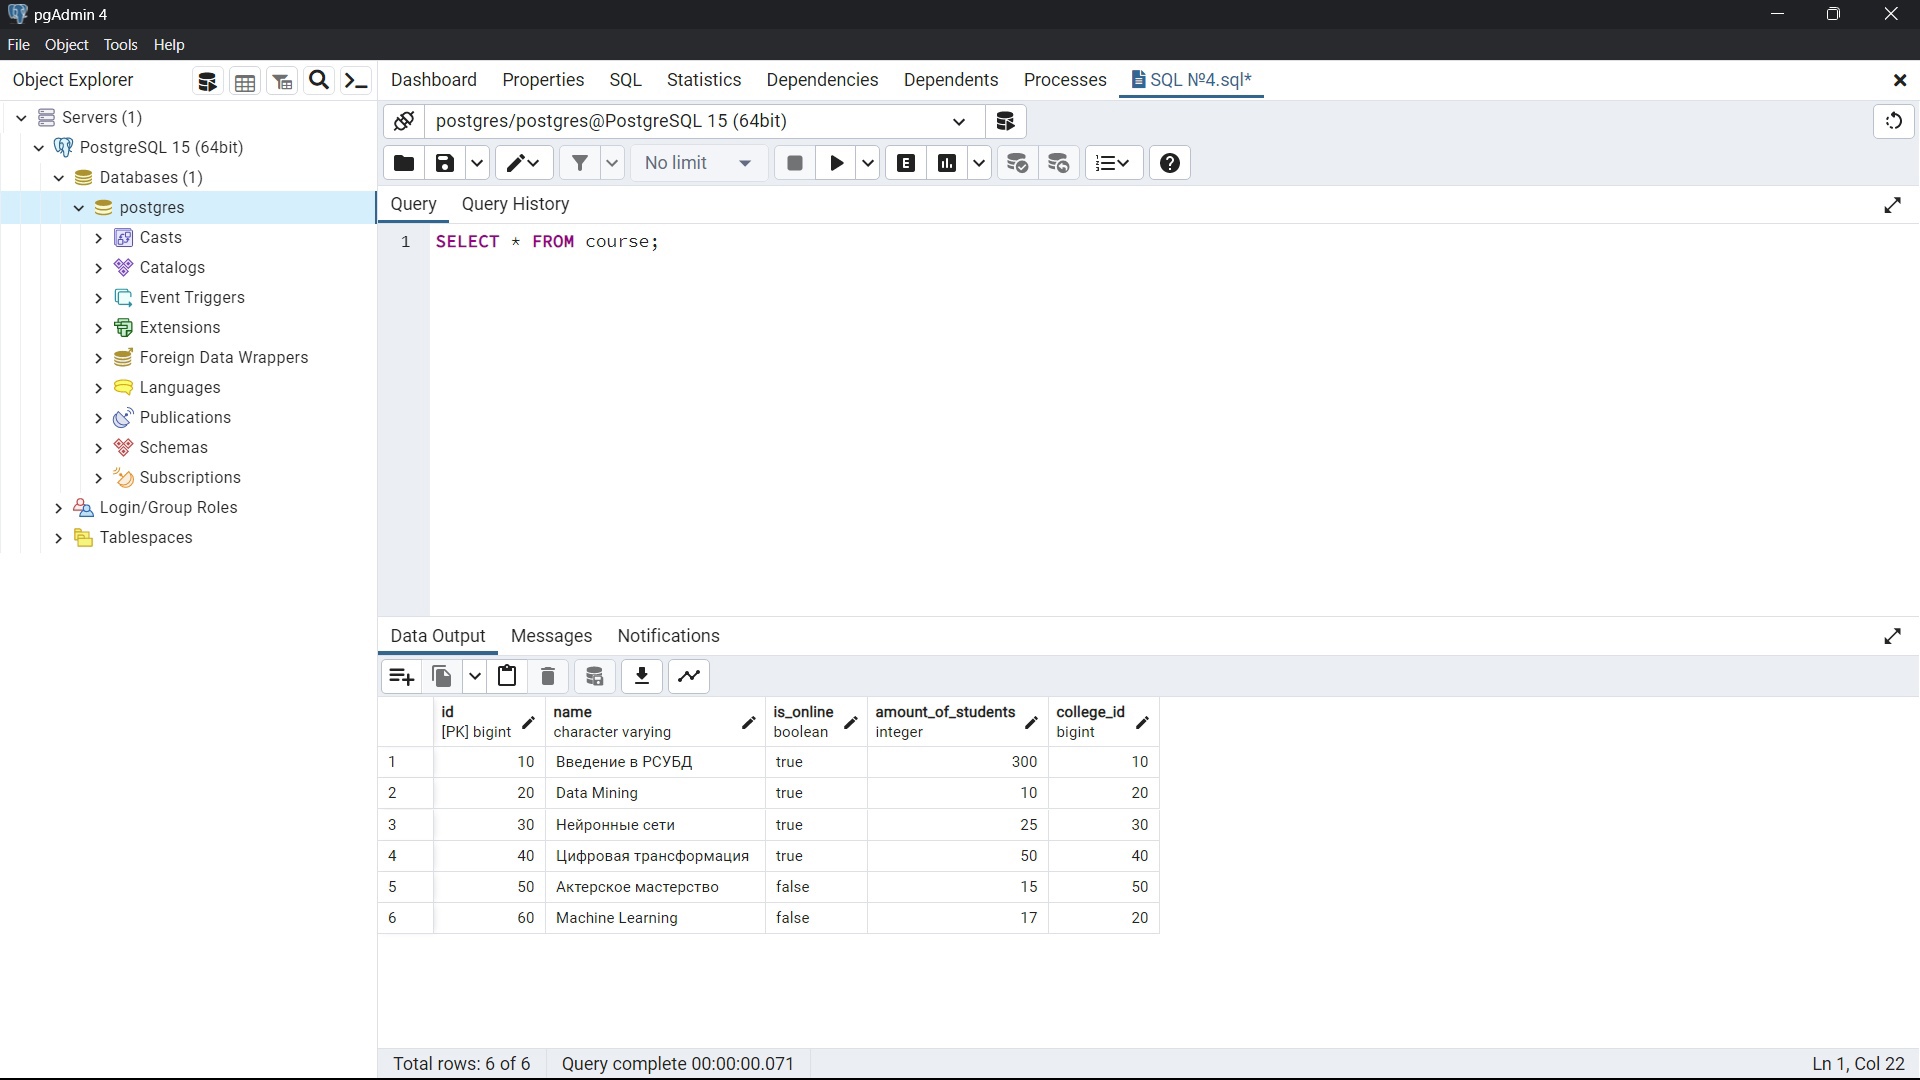 pgAdmin 4
File Object Tools Help
Object Explorer
Dashboard Properties SQL Statistics Dependencies Dependents Processes SQL №4.sql*
Servers (1)
PostgreSQL 15 (64bit)
Databases (1)
postgres
Casts
Catalogs
Event Triggers
Extensions
Foreign Data Wrappers
Languages
Publications
Schemas
Subscriptions
Login/Group Roles
Tablespaces
postgres/postgres@PostgreSQL 15 (64bit)
No limit E
Query Query History
1 SELECT * FROM course;
Data Output Messages Notifications
id name is_online amount_of_students college_id
[PK] bigint character varying boolean integer bigint
1 10 Введение в РСУБД true 300 10
2 20 Data Mining true 10 20
3 30 Нейронные сети true 25 30
4 40 Цифровая трансформация true 50 40
5 50 Актерское мастерство false 15 50
6 60 Machine Learning false 17 20
Total rows: 6 of 6 Query complete 00:00:00.071 Ln 1, Col 22